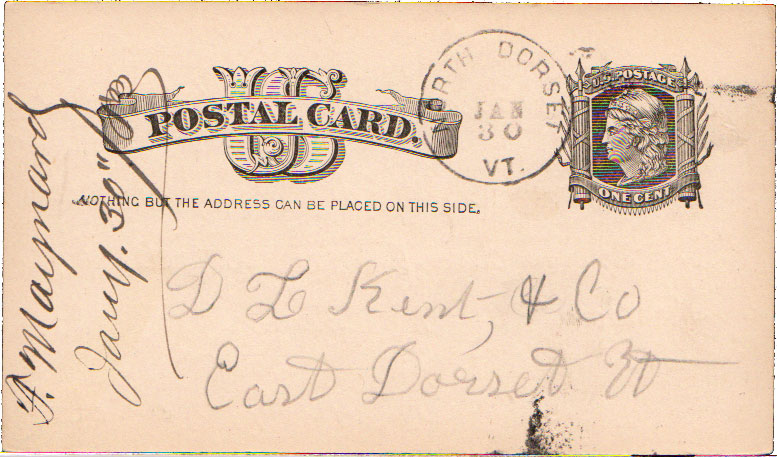 U.S. POSTAGE
ONE CENT
US
POSTAL CARD.
NORTH DORSET
JAN
30
VT.
NOTHING BUT THE ADDRESS CAN BE PLACED ON THIS SIDE.
D L Kent, & Co
East Dorset Vt
F. Maynard
Jany. 30"